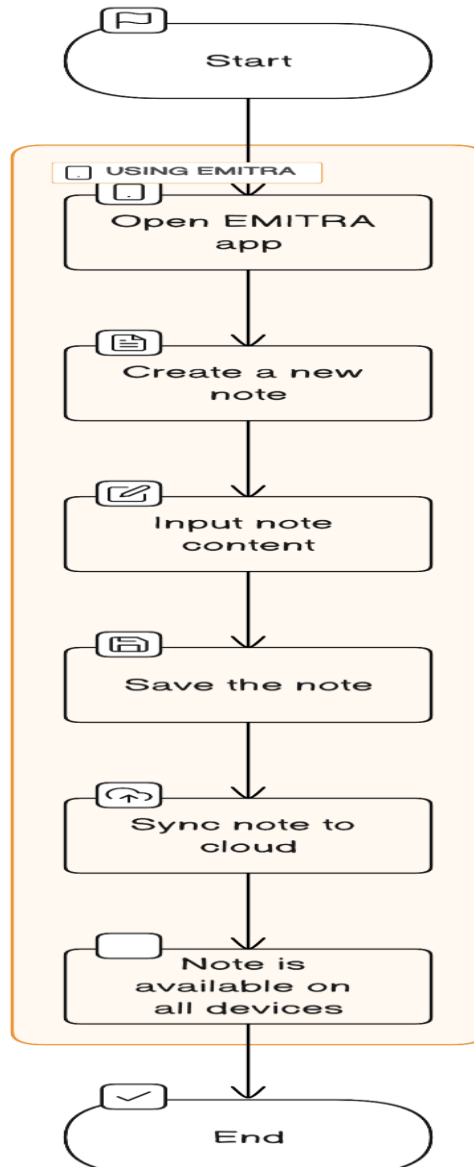 Start
USING EMITRA
Open EMITRA
app
Create a new
note
Input note
content
Save the note
Sync note to
cloud
Note is
available on
all devices
End